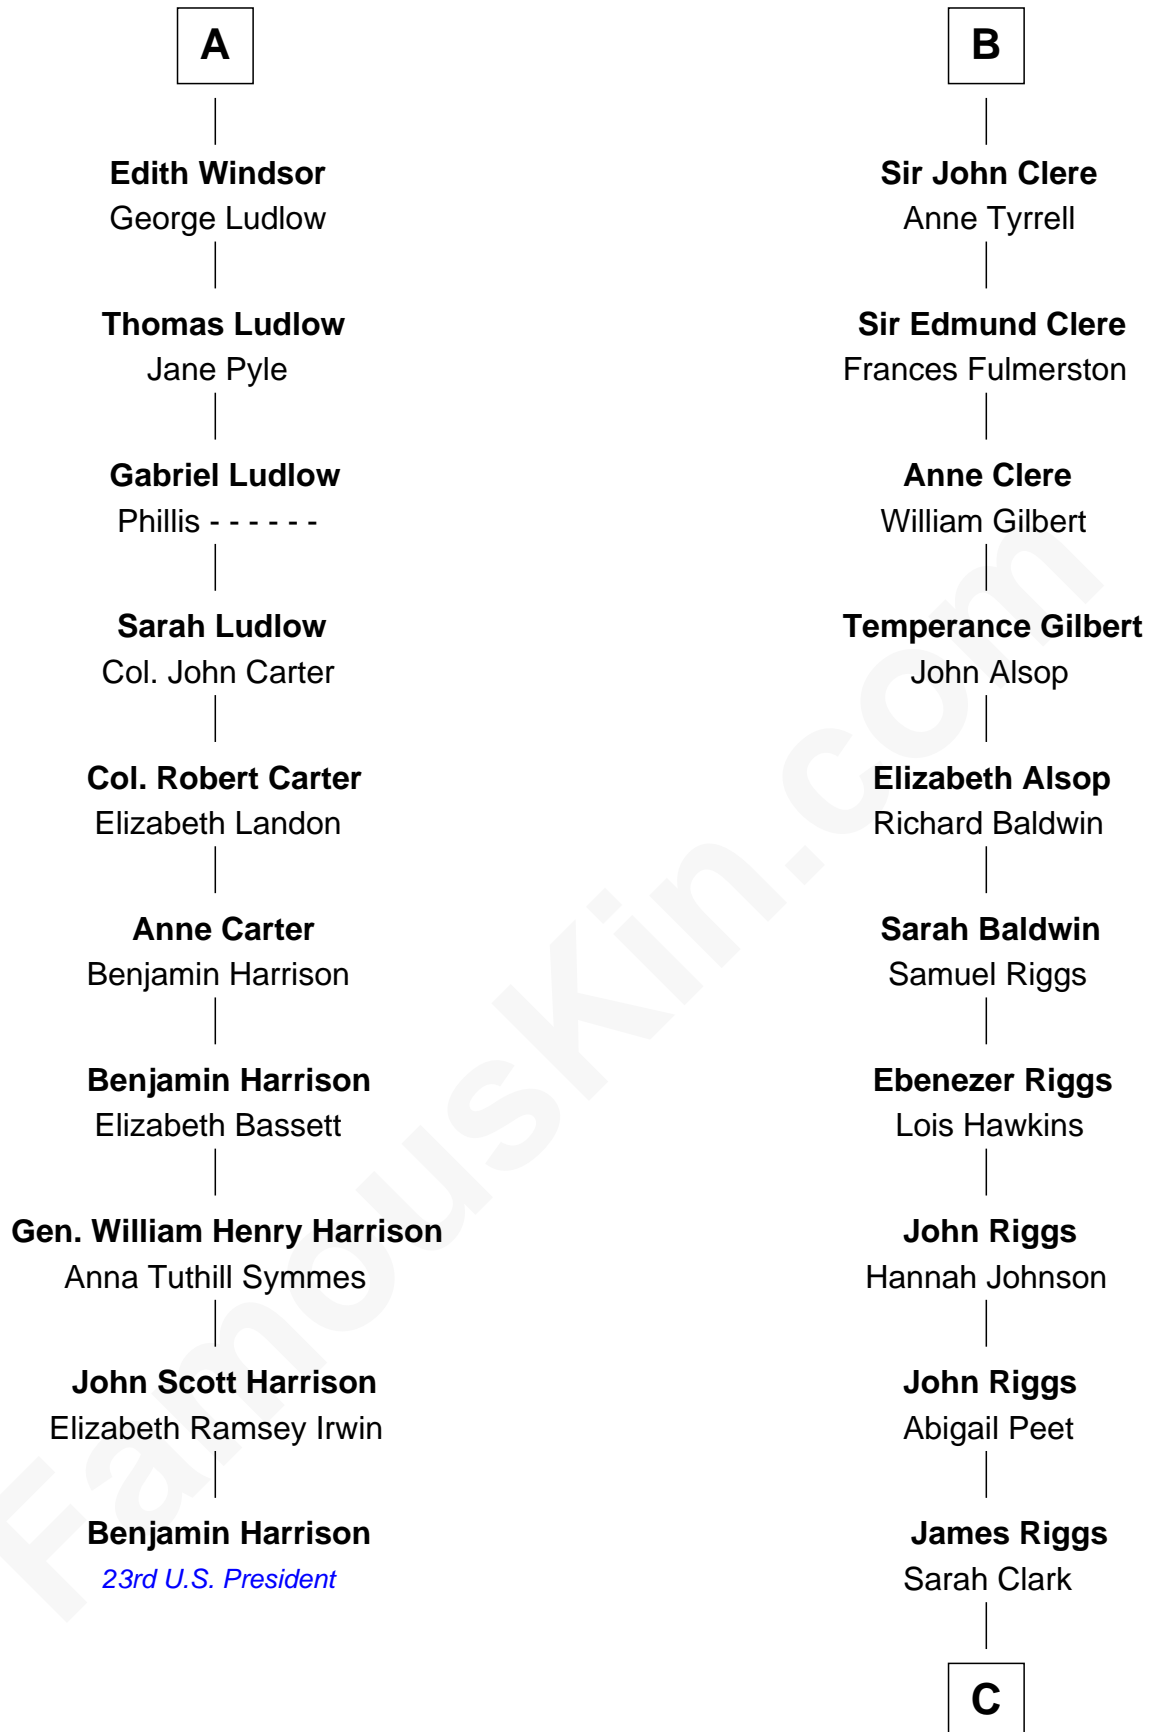 A
Edith Windsor
George Ludlow
Thomas Ludlow
Jane Pyle
Gabriel Ludlow
Phillis - - - - - -
Sarah Ludlow
Col. John Carter
Col. Robert Carter
Elizabeth Landon
Anne Carter
Benjamin Harrison
Benjamin Harrison
Elizabeth Bassett
Gen. William Henry Harrison
Anna Tuthill Symmes
John Scott Harrison
Elizabeth Ramsey Irwin
Benjamin Harrison
23rd U.S. President
B
Sir John Clere
Anne Tyrrell
Sir Edmund Clere
Frances Fulmerston
Anne Clere
William Gilbert
Temperance Gilbert
John Alsop
Elizabeth Alsop
Richard Baldwin
Sarah Baldwin
Samuel Riggs
Ebenezer Riggs
Lois Hawkins
John Riggs
Hannah Johnson
John Riggs
Abigail Peet
James Riggs
Sarah Clark
C
FamousKin.com